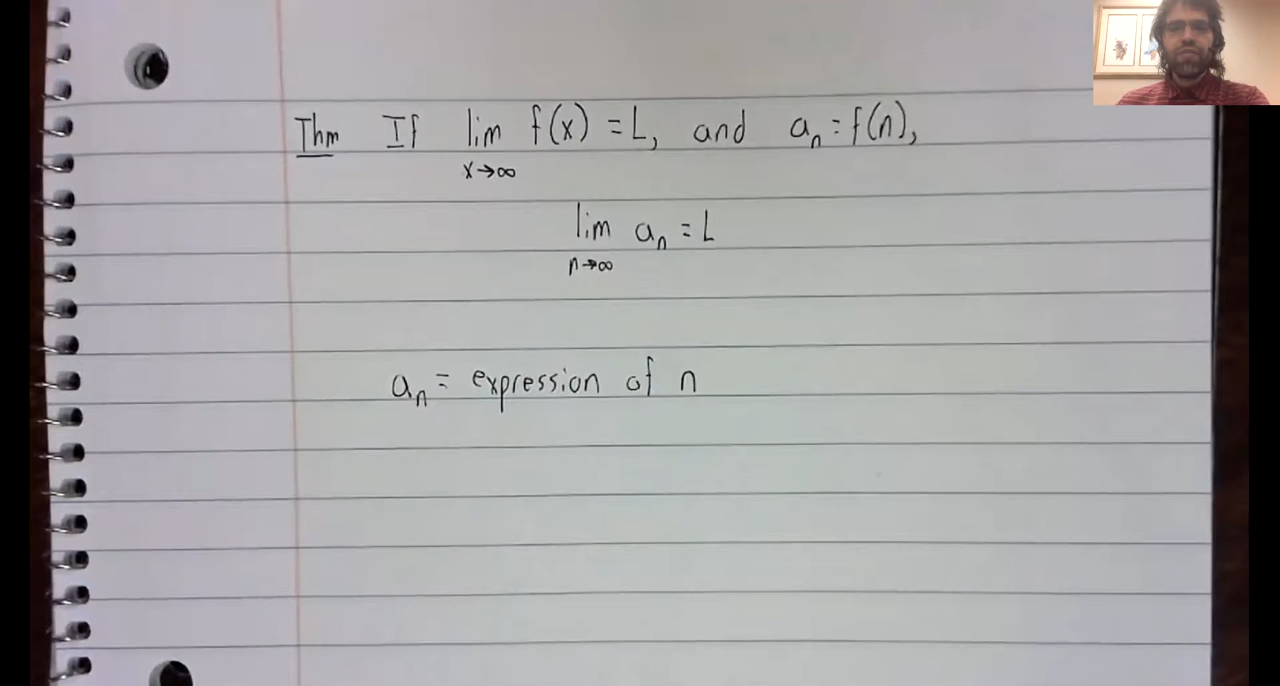 Thm If lim f(x) = L, and aₙ = f(n),
x→∞
lim aₙ = L
n→∞
aₙ = expression of n